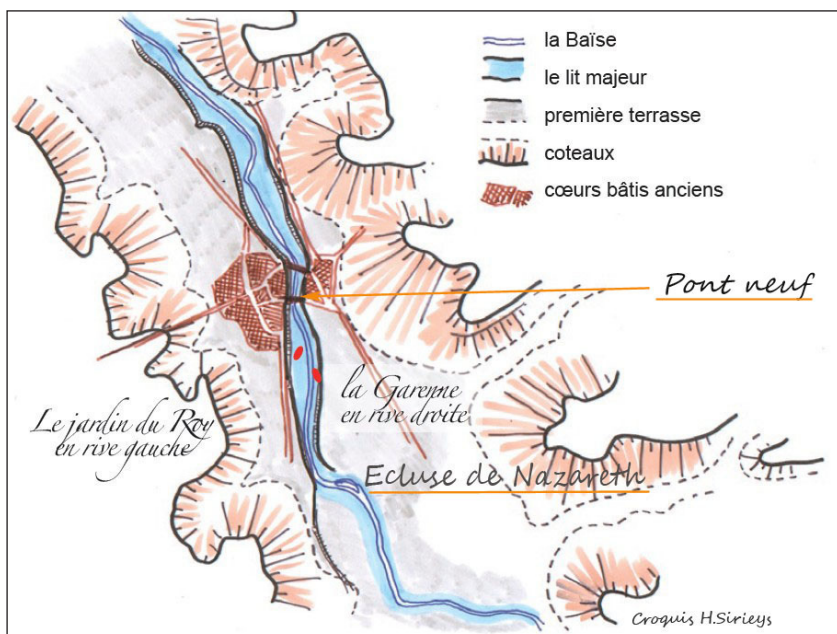 la Baïse
le lit majeur
première terrasse
coteaux
cœurs bâtis anciens
Pont neuf
la Garenne
en rive droite
Le jardin du Roy
en rive gauche
Ecluse de Nazareth
Croquis H.Sirieys